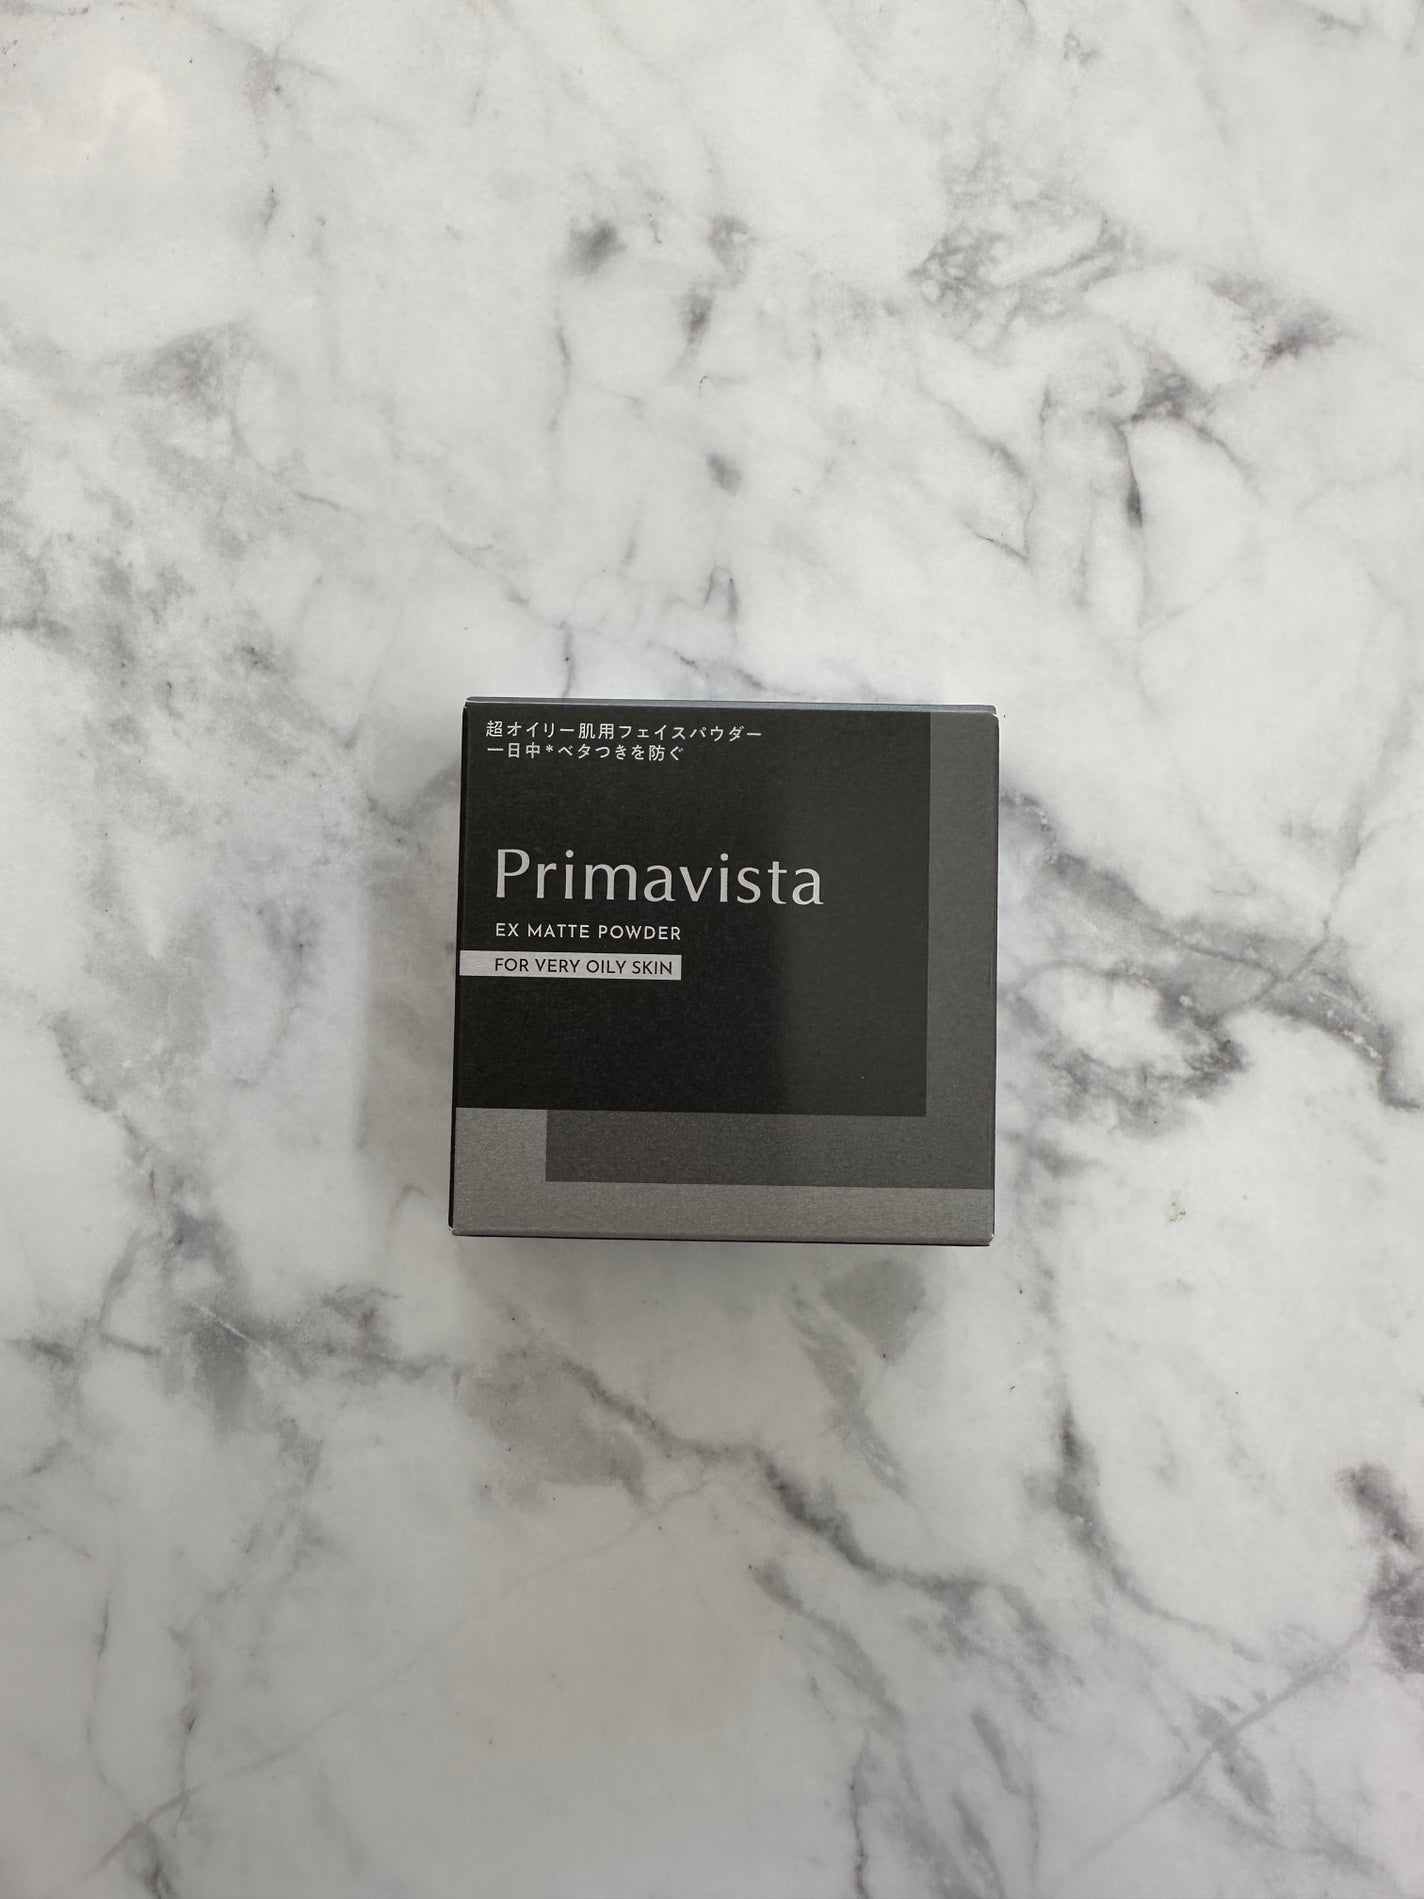 超オイリー肌用フェイスパウダー
一日中*ベタつきを防ぐ
Primavista
EX MATTE POWDER
FOR VERY OILY SKIN